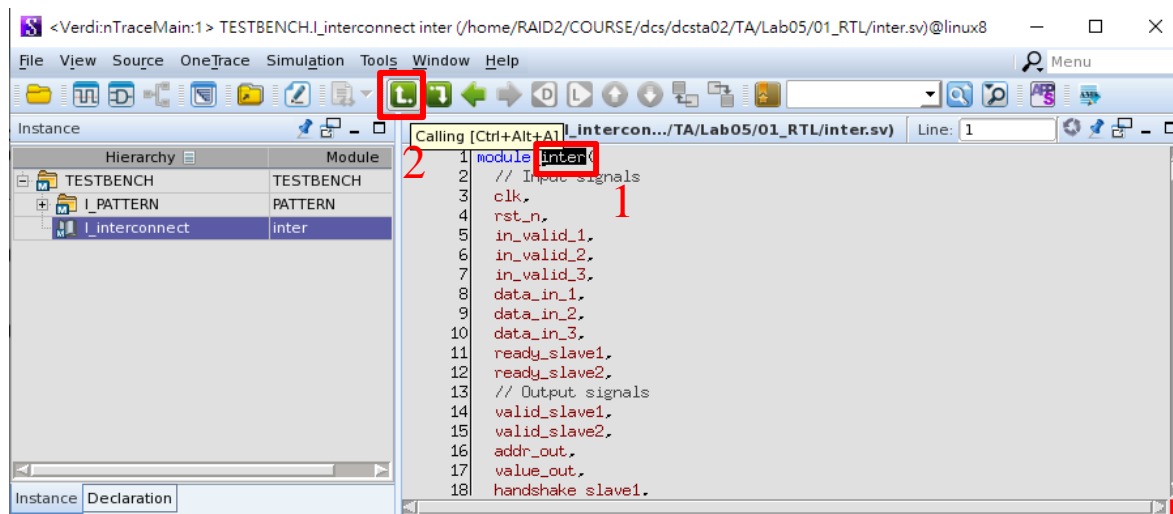 <Verdi:nTraceMain:1> TESTBENCH.I_interconnect inter (/home/RAID2/COURSE/dcs/dcsta02/TA/Lab05/01_RTL/inter.sv)@linux8
File View Source OneTrace Simulation Tools Window Help
Menu
Instance
Calling [Ctrl+Alt+A]
I_intercon.../TA/Lab05/01_RTL/inter.sv)
Line: 1
Hierarchy Module
TESTBENCH TESTBENCH
I_PATTERN PATTERN
I_interconnect inter
2
1
1 module inter(
2 // Input signals
3 clk,
4 rst_n,
5 in_valid_1,
6 in_valid_2,
7 in_valid_3,
8 data_in_1,
9 data_in_2,
10 data_in_3,
11 ready_slave1,
12 ready_slave2,
13 // Output signals
14 valid_slave1,
15 valid_slave2,
16 addr_out,
17 value_out,
18 handshake_slave1,
Instance Declaration